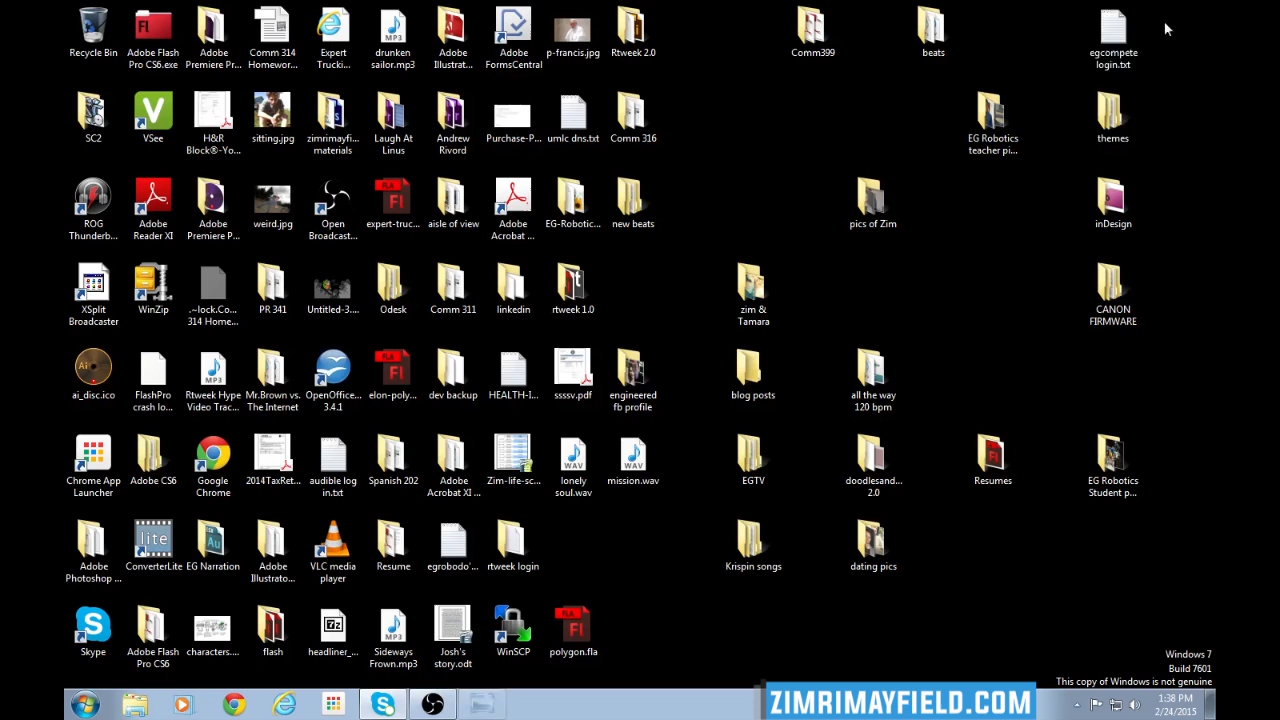 Recycle Bin
Adobe Flash
Pro CS6.exe
Adobe
Premiere Pr...
Comm 314
Homewor...
Expert
Trucki...
drunken
sailor.mp3
Adobe
Illustrat...
Adobe
FormsCentral
p-francis.jpg
Rtweek 2.0
Comm399
beats
egcompete
login.txt
SC2
VSee
H&R
Block®-Yo...
sitting.jpg
zimrimayfi...
materials
Laugh At
Linus
Andrew
Rivord
Purchase-P...
umlc dns.txt
Comm 316
EG Robotics
teacher pi...
themes
ROG
Thunderb...
Adobe
Reader XI
Adobe
Premiere P...
weird.jpg
Open
Broadcast...
expert-truc...
aisle of view
Adobe
Acrobat ...
EG-Robotic...
new beats
pics of Zim
inDesign
XSplit
Broadcaster
WinZip
.~lock.Co...
314 Home...
PR 341
Untitled-3....
Odesk
Comm 311
linkedin
rtweek 1.0
zim &
Tamara
CANON
FIRMWARE
ai_disc.ico
FlashPro
crash lo...
Rtweek Hype
Video Trac...
Mr.Brown vs.
The Internet
OpenOffice...
3.4.1
elon-poly...
dev backup
HEALTH-I...
ssssv.pdf
engineered
fb profile
blog posts
all the way
120 bpm
Chrome App
Launcher
Adobe CS6
Google
Chrome
2014TaxRet...
audible log
in.txt
Spanish 202
Adobe
Acrobat XI ...
Zim-life-sc...
lonely
soul.wav
mission.wav
EGTV
doodlesand...
2.0
Resumes
EG Robotics
Student p...
Adobe
Photoshop ...
ConverterLite
EG Narration
Adobe
Illustrato...
VLC media
player
Resume
egrobodo'...
rtweek login
Krispin songs
dating pics
Skype
Adobe Flash
Pro CS6
characters....
flash
headliner_...
Sideways
Frown.mp3
Josh's
story.odt
WinSCP
polygon.fla
Windows 7
Build 7601
This copy of Windows is not genuine
ZIMRIMAYFIELD.COM
1:38 PM
2/24/2015